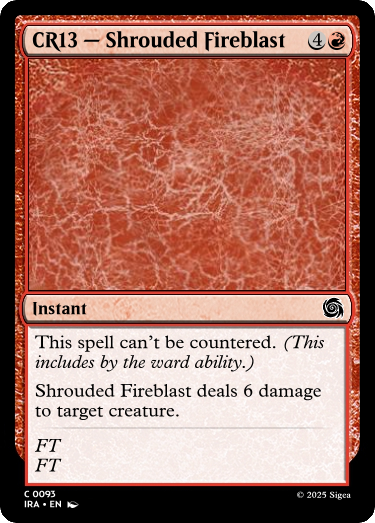 CR13 — Shrouded Fireblast 4
Instant
This spell can't be countered. (This
includes by the ward ability.)
Shrouded Fireblast deals 6 damage
to target creature.
FT
FT
C 0093
IRA • EN
© 2025 Sigea